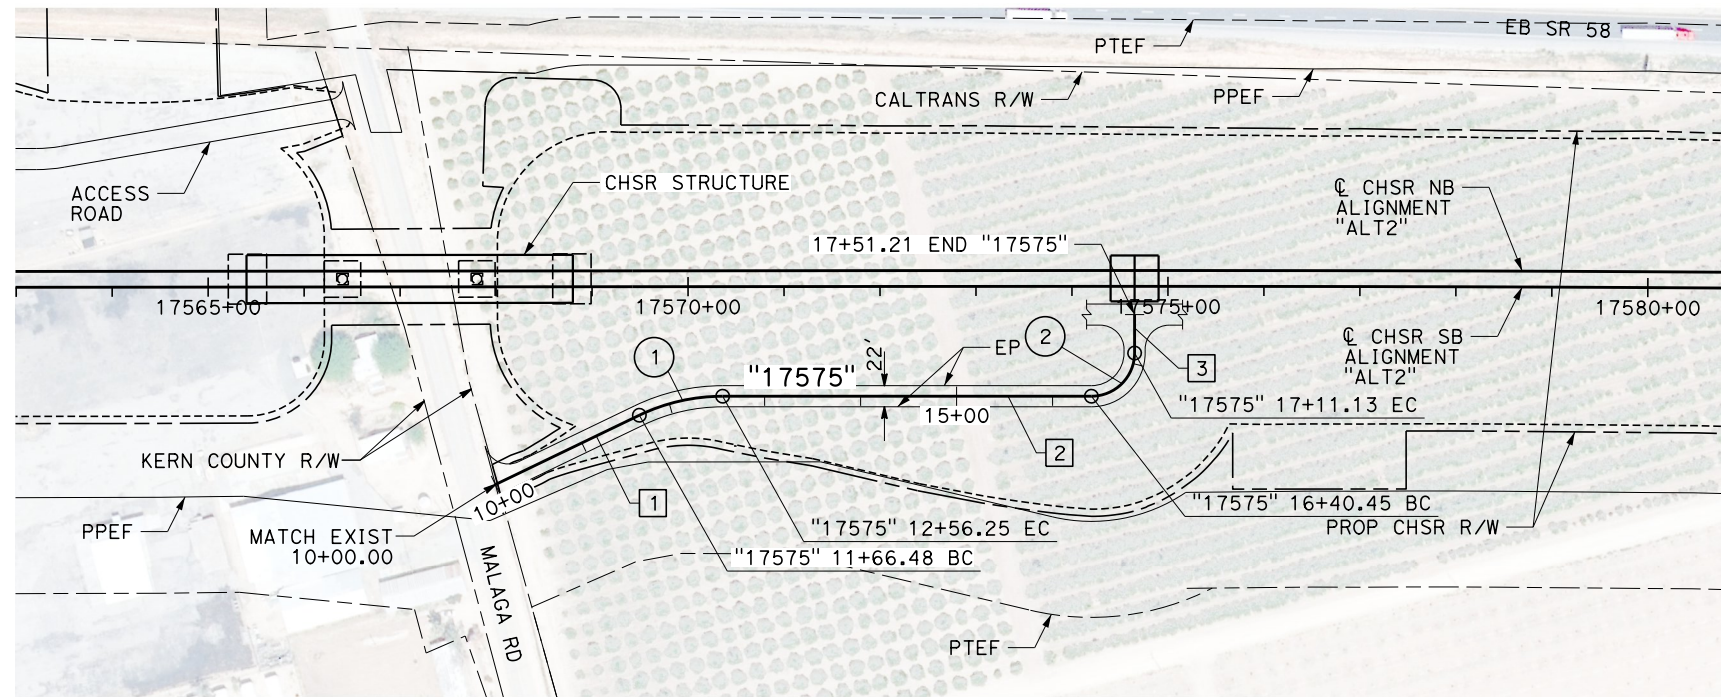 EB SR 58
PTEF
CALTRANS R/W
PPEF
ACCESS
ROAD
CHSR STRUCTURE
℄ CHSR NB
ALIGNMENT
"ALT2"
17+51.21 END "17575"
17565+00
17570+00
17575+00
17580+00
1
2
22'
EP
"17575"
3
℄ CHSR SB
ALIGNMENT
"ALT2"
15+00
"17575" 17+11.13 EC
KERN COUNTY R/W
2
10+00
1
"17575" 16+40.45 BC
PPEF
MATCH EXIST
10+00.00
"17575" 12+56.25 EC
PROP CHSR R/W
"17575" 11+66.48 BC
MALAGA RD
PTEF